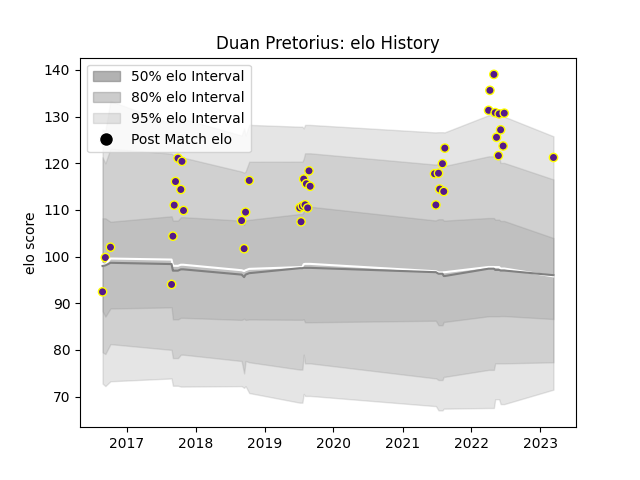 Duan Pretorius: elo History
50% elo Interval
80% elo Interval
95% elo Interval
Post Match elo
elo score
140
130
120
110
100
90
80
70
2017 2018 2019 2020 2021 2022 2023